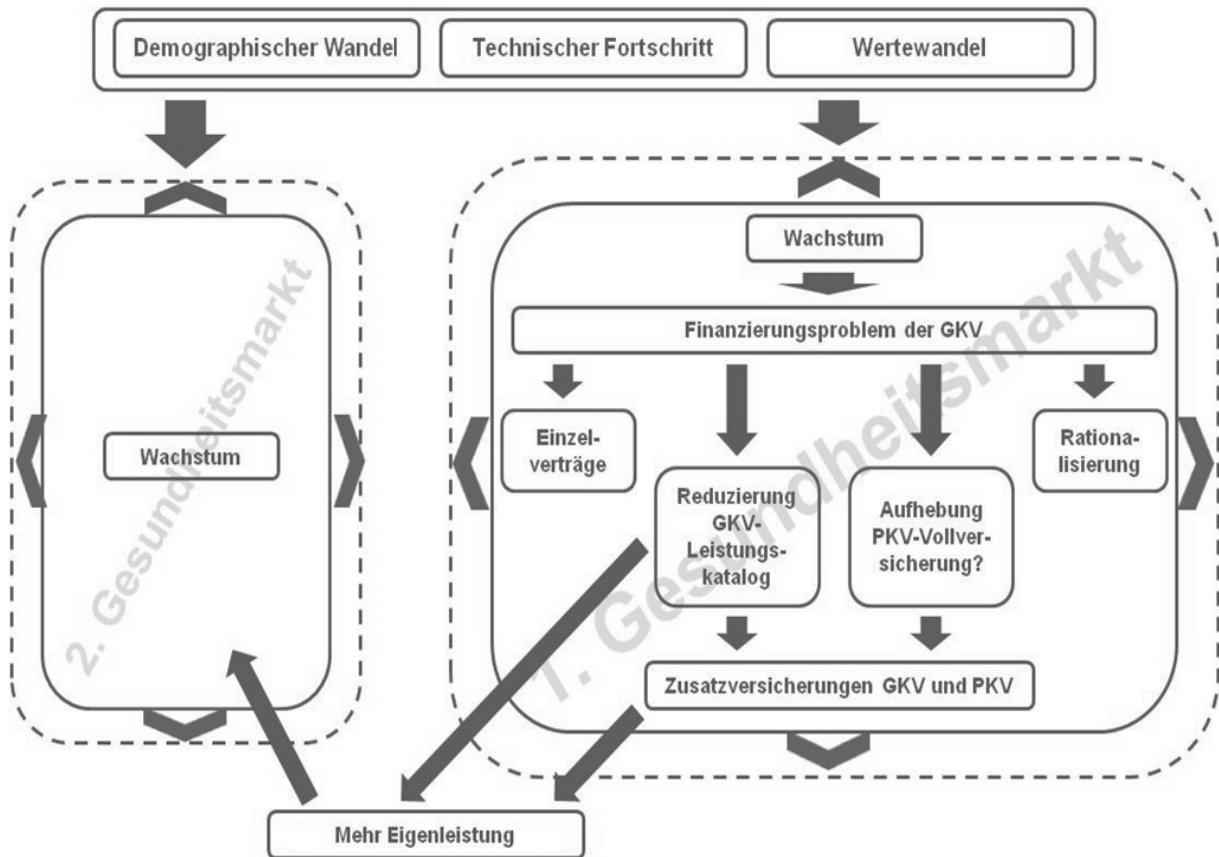 Demographischer Wandel
Technischer Fortschritt
Wertewandel
2. Gesundheitsmarkt
Wachstum
1. Gesundheitsmarkt
Wachstum
Finanzierungsproblem der GKV
Einzel-
verträge
Reduzierung
GKV-
Leistungs-
katalog
Aufhebung
PKV-Vollver-
sicherung?
Rationa-
lisierung
Zusatzversicherungen GKV und PKV
Mehr Eigenleistung